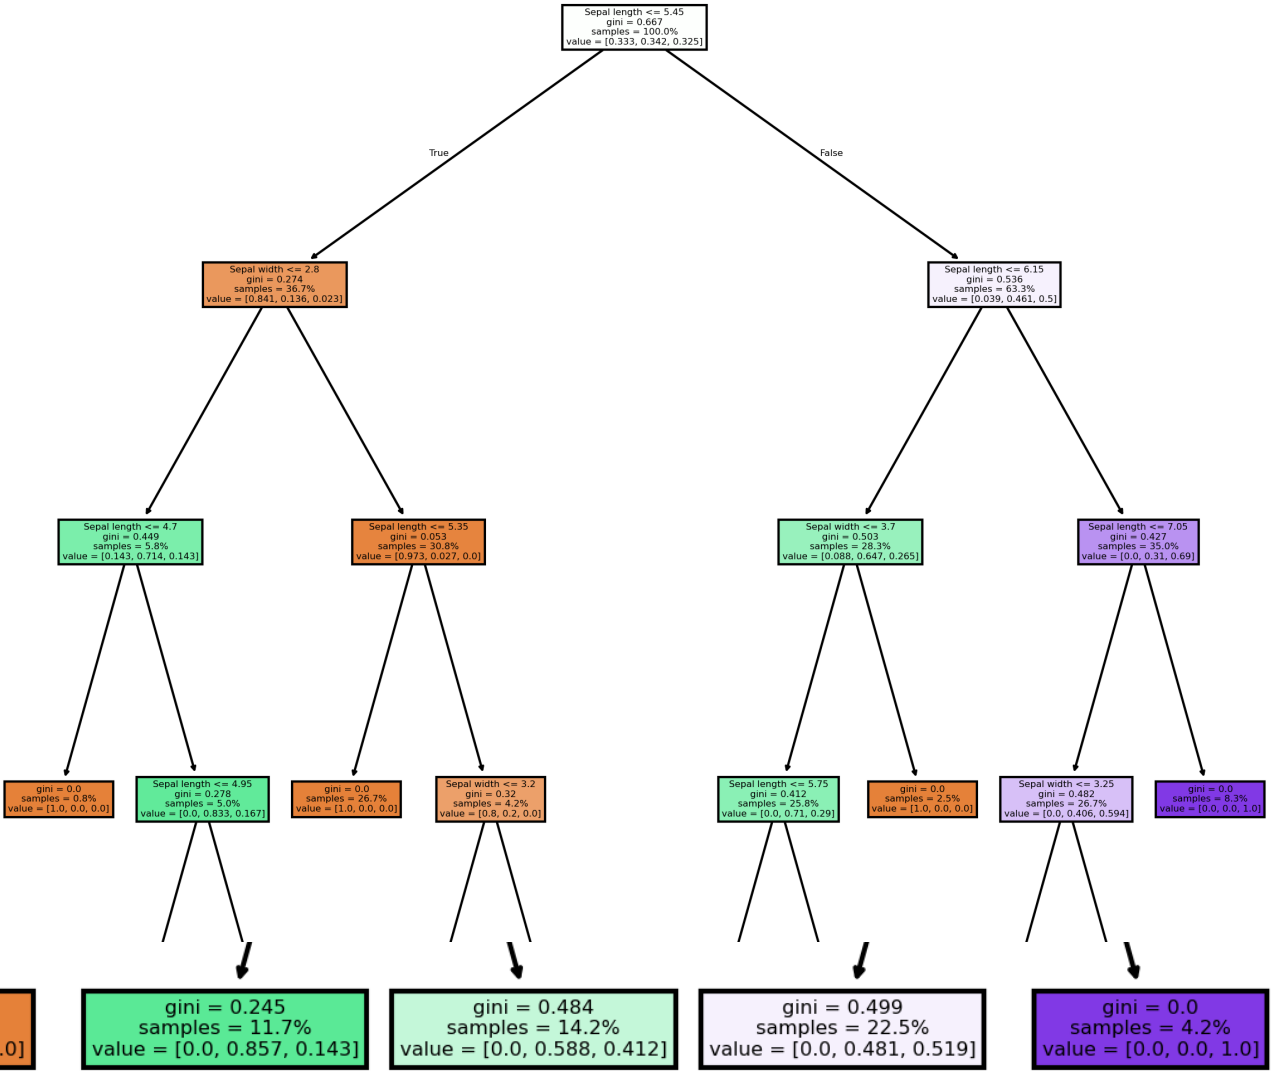 Sepal length <= 5.45
gini = 0.667
samples = 100.0%
value = [0.333, 0.342, 0.325]
True
False
Sepal width <= 2.8
gini = 0.274
samples = 36.7%
value = [0.841, 0.136, 0.023]
Sepal length <= 6.15
gini = 0.536
samples = 63.3%
value = [0.039, 0.461, 0.5]
Sepal length <= 4.7
gini = 0.449
samples = 5.8%
value = [0.143, 0.714, 0.143]
Sepal length <= 5.35
gini = 0.053
samples = 30.8%
value = [0.973, 0.027, 0.0]
Sepal width <= 3.7
gini = 0.503
samples = 28.3%
value = [0.088, 0.647, 0.265]
Sepal length <= 7.05
gini = 0.427
samples = 35.0%
value = [0.0, 0.31, 0.69]
gini = 0.0
samples = 0.8%
value = [1.0, 0.0, 0.0]
Sepal length <= 4.95
gini = 0.278
samples = 5.0%
value = [0.0, 0.833, 0.167]
gini = 0.0
samples = 26.7%
value = [1.0, 0.0, 0.0]
Sepal width <= 3.2
gini = 0.32
samples = 4.2%
value = [0.8, 0.2, 0.0]
Sepal length <= 5.75
gini = 0.412
samples = 25.8%
value = [0.0, 0.71, 0.29]
gini = 0.0
samples = 2.5%
value = [1.0, 0.0, 0.0]
Sepal width <= 3.25
gini = 0.482
samples = 26.7%
value = [0.0, 0.406, 0.594]
gini = 0.0
samples = 8.3%
value = [0.0, 0.0, 1.0]
.0]
gini = 0.245
samples = 11.7%
value = [0.0, 0.857, 0.143]
gini = 0.484
samples = 14.2%
value = [0.0, 0.588, 0.412]
gini = 0.499
samples = 22.5%
value = [0.0, 0.481, 0.519]
gini = 0.0
samples = 4.2%
value = [0.0, 0.0, 1.0]